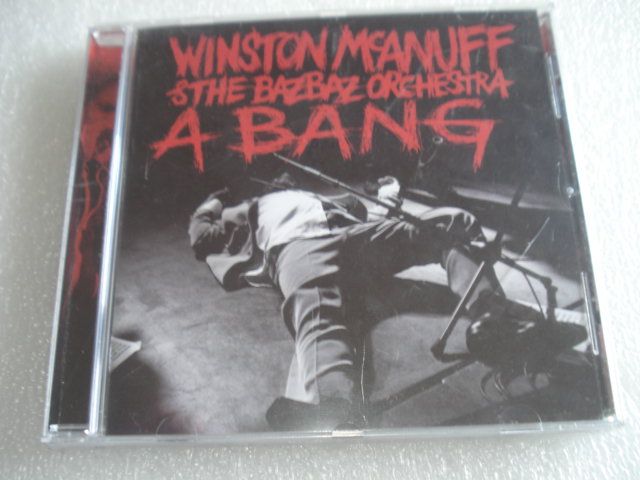 WINSTON McANUFF
& THE BAZBAZ ORCHESTRA
A BANG